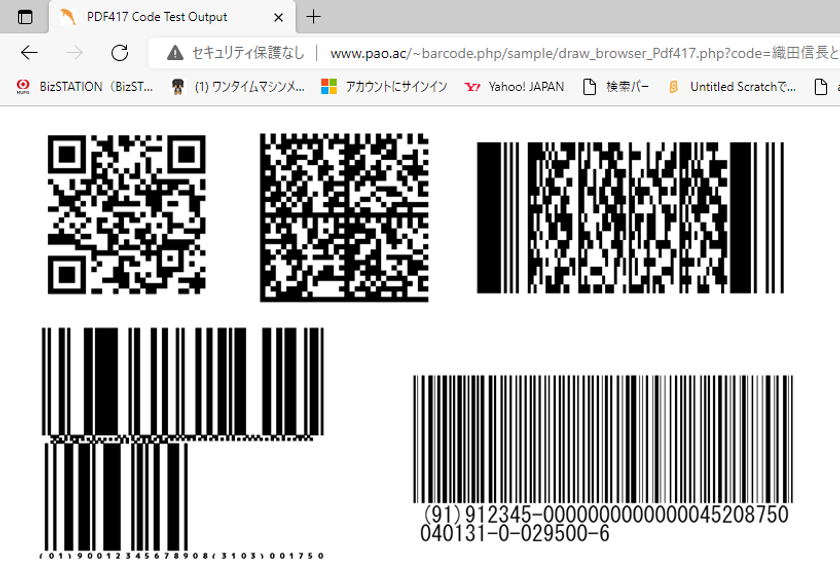 PDF417 Code Test Output
セキュリティ保護なし
www.pao.ac/~barcode.php/sample/draw_browser_Pdf417.php?code=織田信長と
MUFG BizSTATION（BizST... (1) ワンタイムマシンメ... アカウントにサインイン Y! Yahoo! JAPAN 検索バー Untitled Scratchで... a
(91)912345-0000000000000045208750
040131-0-029500-6
(01)90012345678908(3103)001750